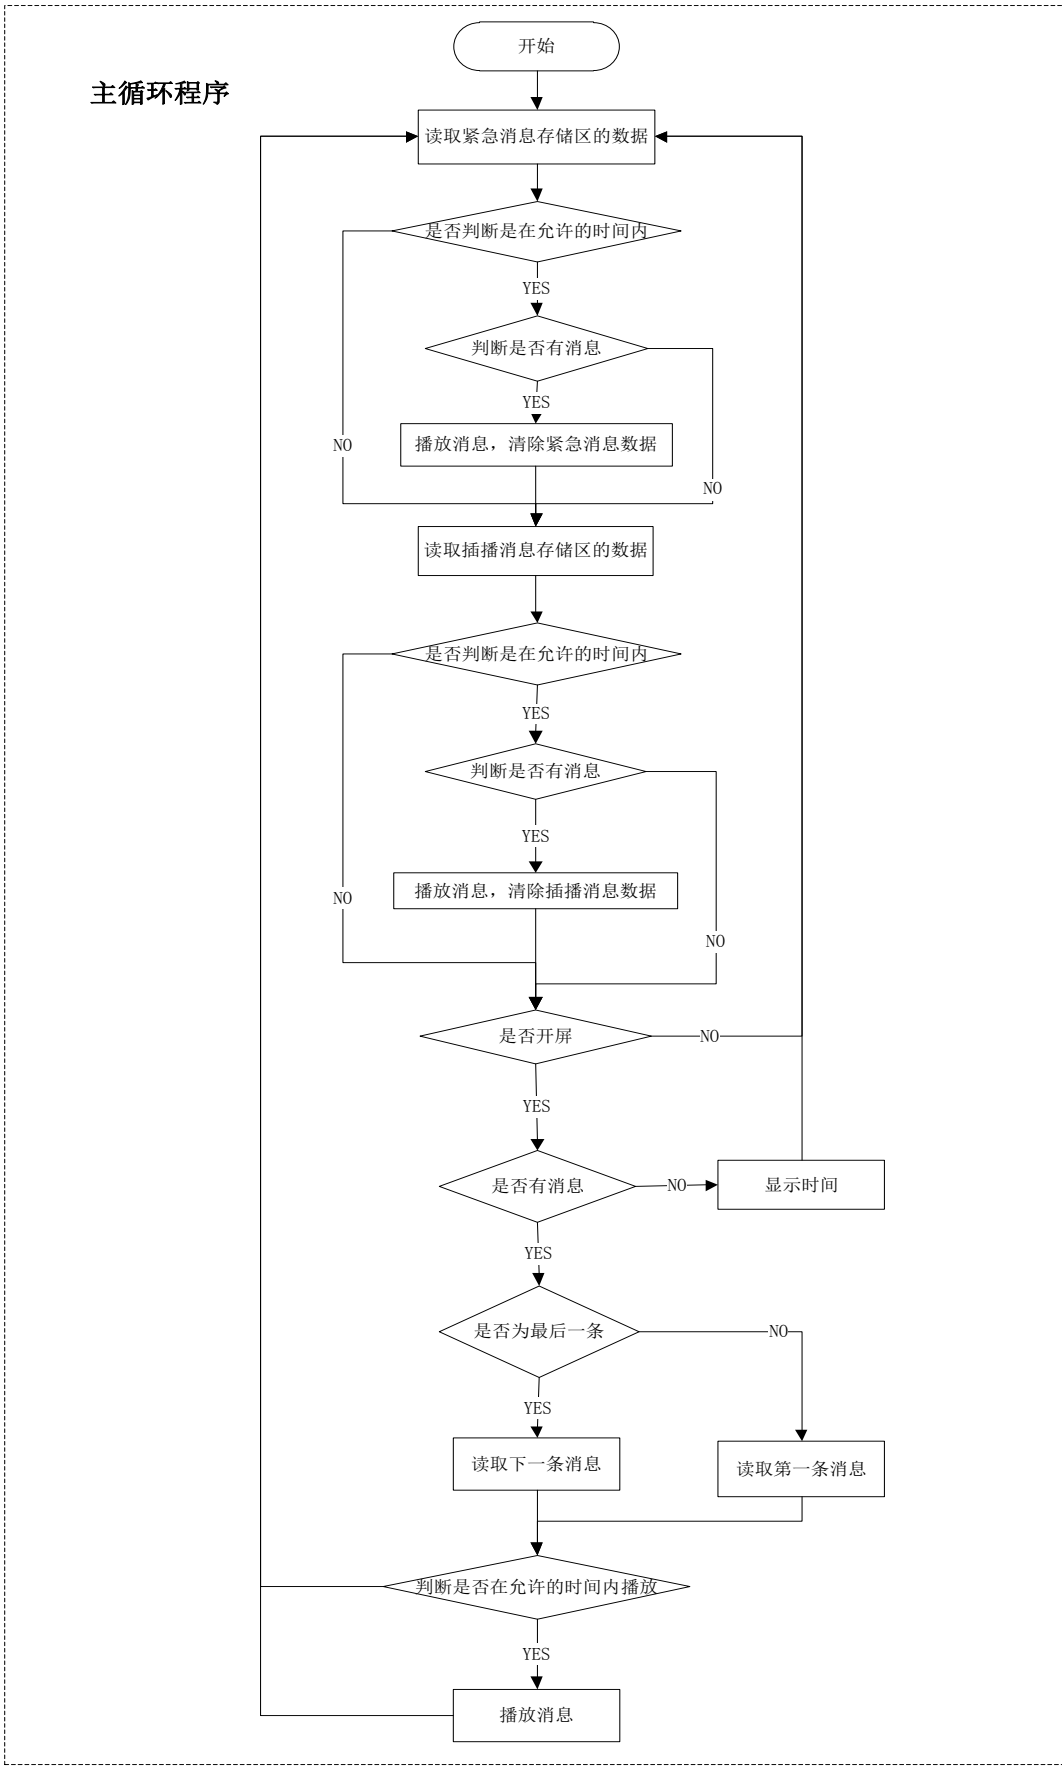 开始
主循环程序
读取紧急消息存储区的数据
是否判断是在允许的时间内
YES
判断是否有消息
YES
播放消息，清除紧急消息数据
NO
NO
读取插播消息存储区的数据
是否判断是在允许的时间内
YES
判断是否有消息
YES
播放消息，清除插播消息数据
NO
NO
是否开屏
NO
YES
是否有消息
NO
显示时间
YES
是否为最后一条
NO
YES
读取下一条消息
读取第一条消息
判断是否在允许的时间内播放
YES
播放消息